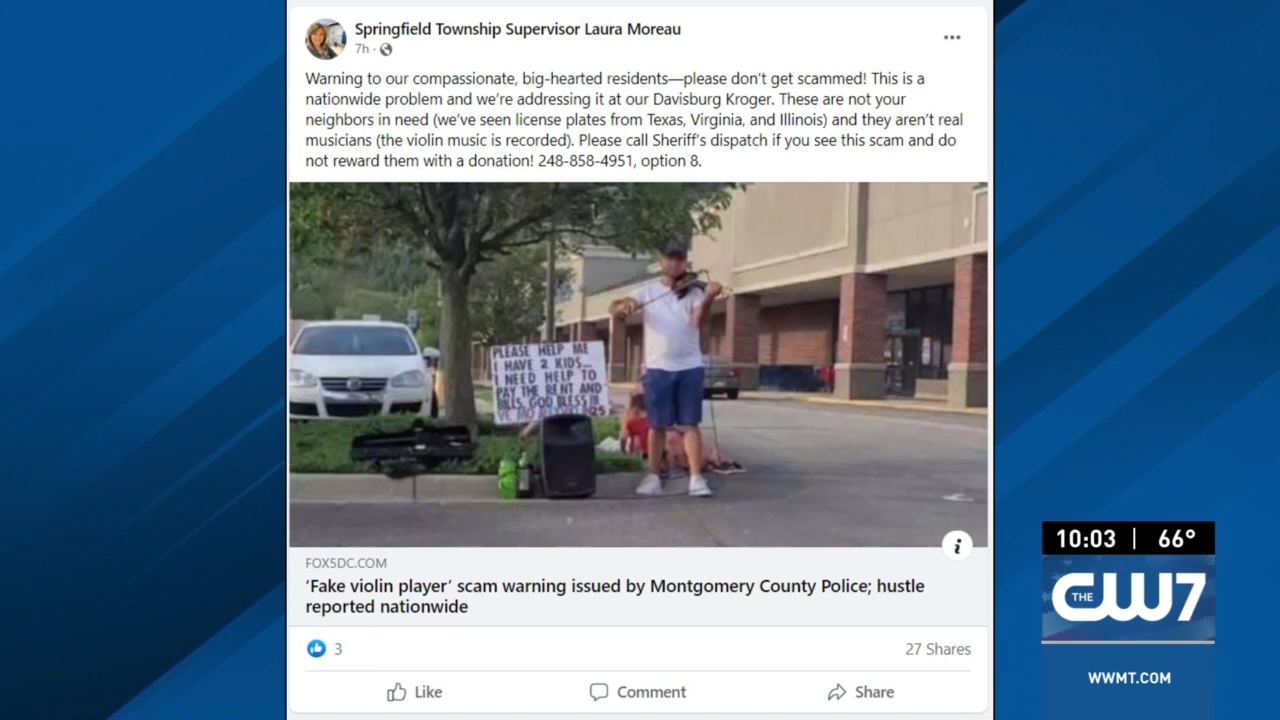 Springfield Township Supervisor Laura Moreau
7h ·
Warning to our compassionate, big-hearted residents—please don't get scammed! This is a
nationwide problem and we're addressing it at our Davisburg Kroger. These are not your
neighbors in need (we've seen license plates from Texas, Virginia, and Illinois) and they aren't real
musicians (the violin music is recorded). Please call Sheriff's dispatch if you see this scam and do
not reward them with a donation! 248-858-4951, option 8.
PLEASE HELP ME
I HAVE 2 KIDS...
I NEED HELP TO
PAY THE RENT AND
BILLS. GOD BLESS
i
FOX5DC.COM
'Fake violin player' scam warning issued by Montgomery County Police; hustle
reported nationwide
3
27 Shares
Like
Comment
Share
10:03 | 66°
THE CW7
WWMT.COM